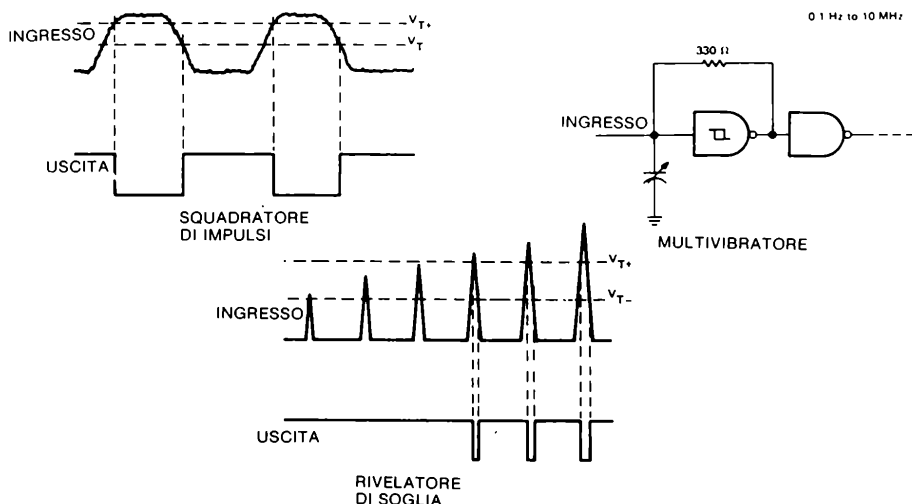 INGRESSO
VT+
VT
USCITA
SQUADRATORE
DI IMPULSI
0 1 Hz to 10 MHz
330 Ω
INGRESSO
MULTIVIBRATORE
VT+
VT−
INGRESSO
USCITA
RIVELATORE
DI SOGLIA